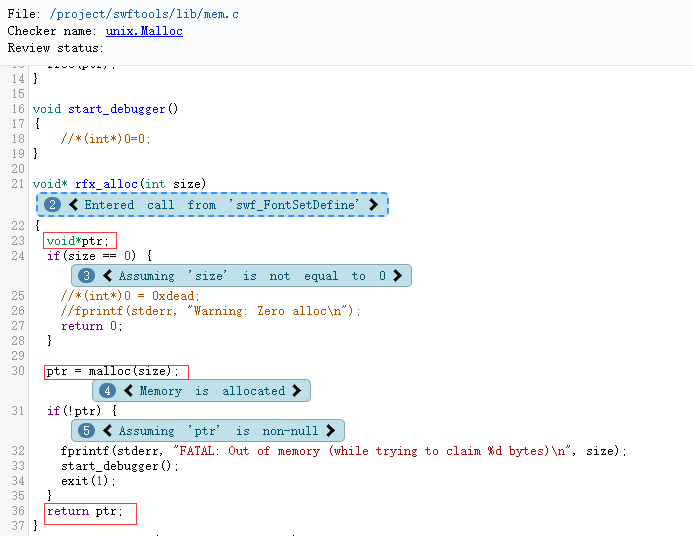 File: /project/swftools/lib/mem.c
Checker name: unix.Malloc
Review status:
14 }
15
16 void start_debugger()
17 {
18 //*(int*)0=0;
19 }
20
21 void* rfx_alloc(int size)
2 Entered call from 'swf_FontSetDefine'
22 {
23 void*ptr;
24 if(size == 0) {
3 Assuming 'size' is not equal to 0
25 //*(int*)0 = 0xdead;
26 //fprintf(stderr, "Warning: Zero alloc\n");
27 return 0;
28 }
29
30 ptr = malloc(size);
4 Memory is allocated
31 if(!ptr) {
5 Assuming 'ptr' is non-null
32 fprintf(stderr, "FATAL: Out of memory (while trying to claim %d bytes)\n", size);
33 start_debugger();
34 exit(1);
35 }
36 return ptr;
37 }